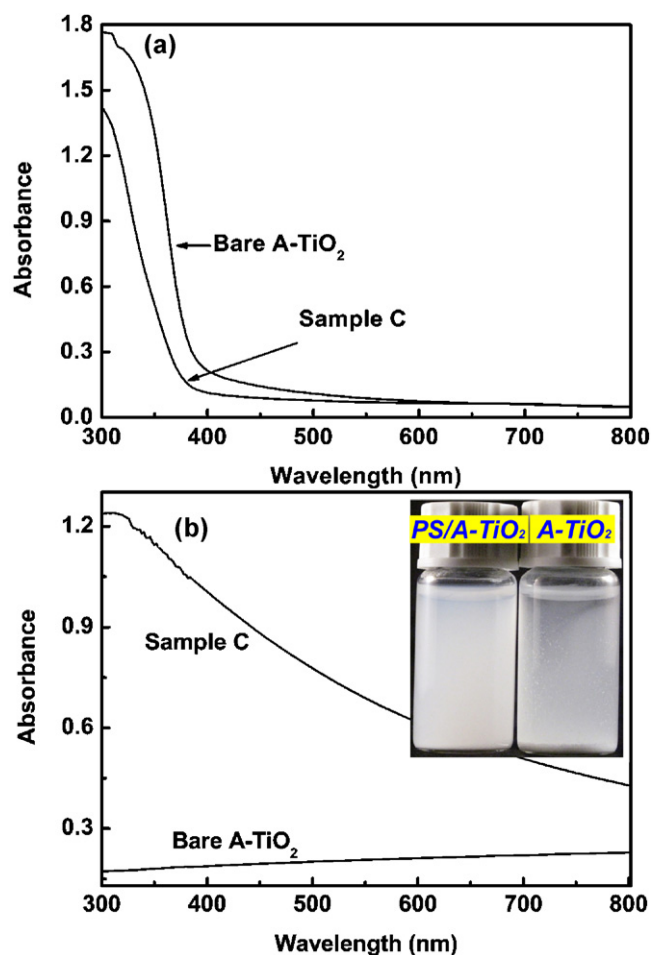 (a)
Absorbance
1.8
1.5
1.2
0.9
0.6
0.3
0.0
Bare A-TiO₂
Sample C
300 400 500 600 700 800
Wavelength (nm)
(b)
Absorbance
1.2
0.9
0.6
0.3
PS/A-TiO₂ A-TiO₂
Sample C
Bare A-TiO₂
300 400 500 600 700 800
Wavelength (nm)